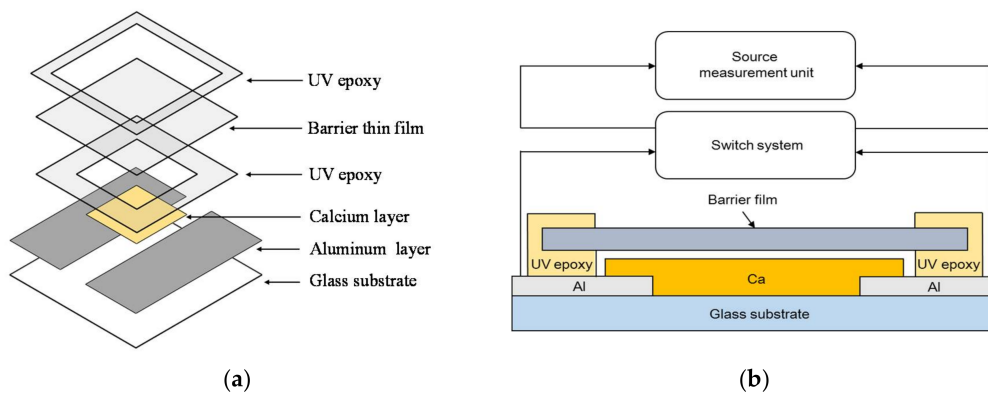 UV epoxy
Barrier thin film
UV epoxy
Calcium layer
Aluminum layer
Glass substrate
(a)
Source
measurement unit
Switch system
Barrier film
UV epoxy
UV epoxy
Al
Ca
Al
Glass substrate
(b)